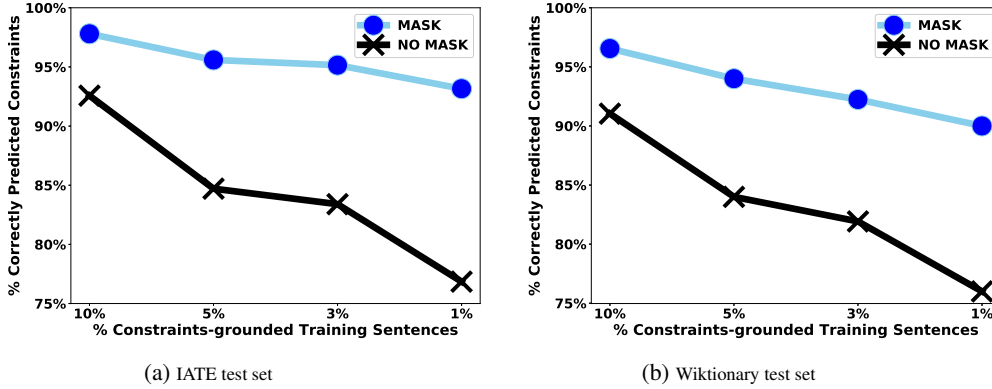 100%
95%
90%
85%
80%
75%
% Correctly Predicted Constraints
MASK
NO MASK
10% 5% 3% 1%
% Constraints-grounded Training Sentences
(a) IATE test set
100%
95%
90%
85%
80%
75%
% Correctly Predicted Constraints
MASK
NO MASK
10% 5% 3% 1%
% Constraints-grounded Training Sentences
(b) Wiktionary test set